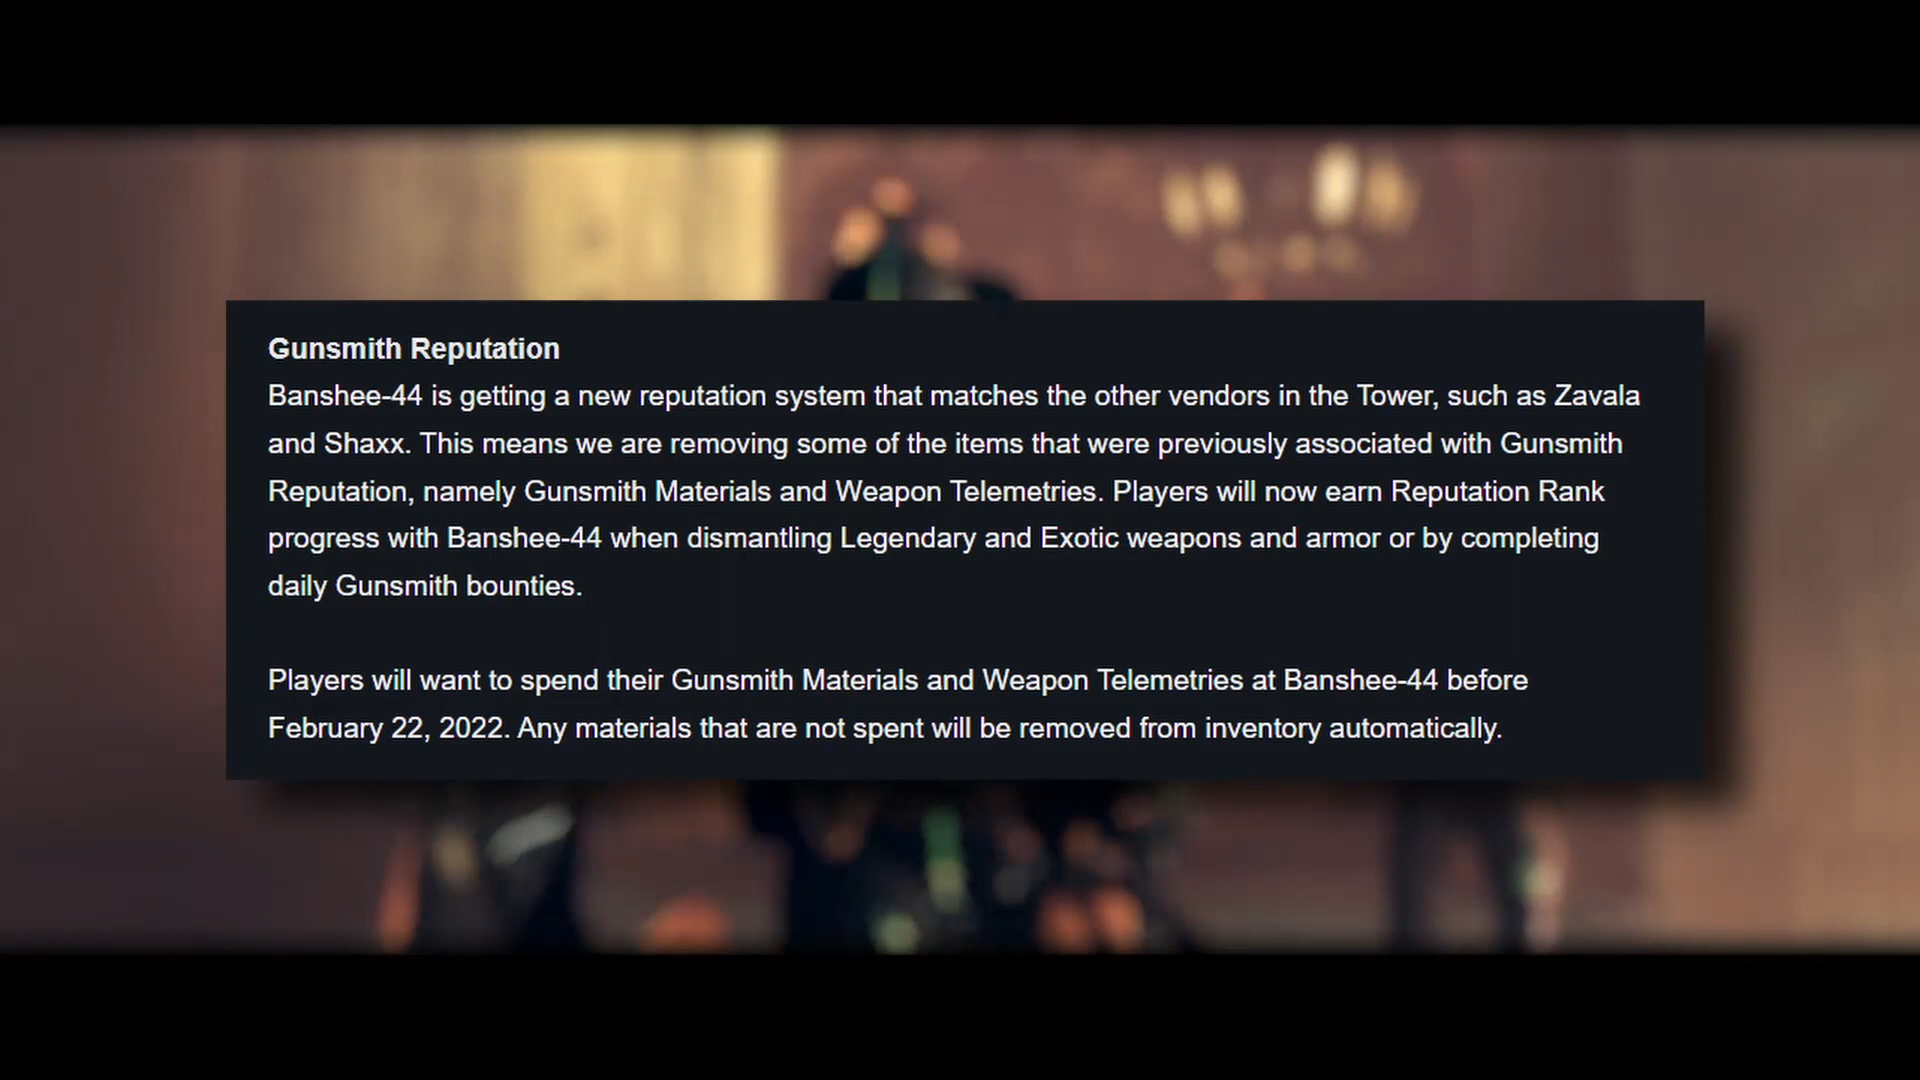 Gunsmith Reputation
Banshee-44 is getting a new reputation system that matches the other vendors in the Tower, such as Zavala
and Shaxx. This means we are removing some of the items that were previously associated with Gunsmith
Reputation, namely Gunsmith Materials and Weapon Telemetries. Players will now earn Reputation Rank
progress with Banshee-44 when dismantling Legendary and Exotic weapons and armor or by completing
daily Gunsmith bounties.
Players will want to spend their Gunsmith Materials and Weapon Telemetries at Banshee-44 before
February 22, 2022. Any materials that are not spent will be removed from inventory automatically.